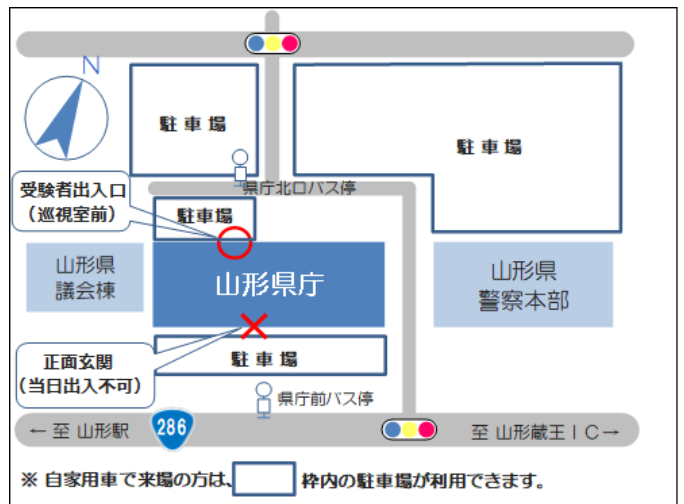 N
駐車場
駐車場
県庁北口バス停
受験者出入口
（巡視室前）
駐車場
山形県
議会棟
山形県庁
山形県
警察本部
正面玄関
（当日出入不可）
駐車場
県庁前バス停
←至 山形駅
286
至 山形蔵王ＩＣ→
※ 自家用車で来場の方は、 枠内の駐車場が利用できます。